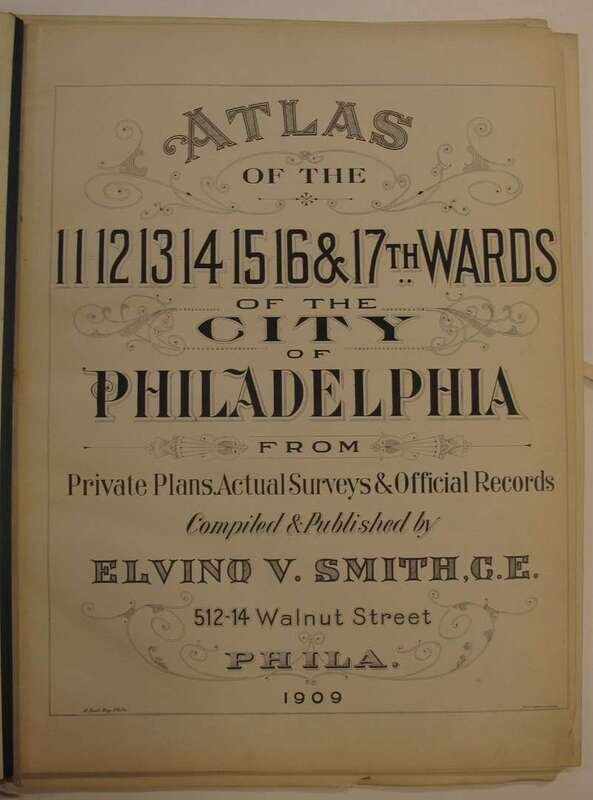 ATLAS
OF THE
11 12 13 14 15 16 & 17TH WARDS
OF THE
CITY
OF
PHILADELPHIA
FROM
Private Plans, Actual Surveys & Official Records
Compiled & Published by
ELVINO V. SMITH, C.E.
512-14 Walnut Street
PHILA.
1909